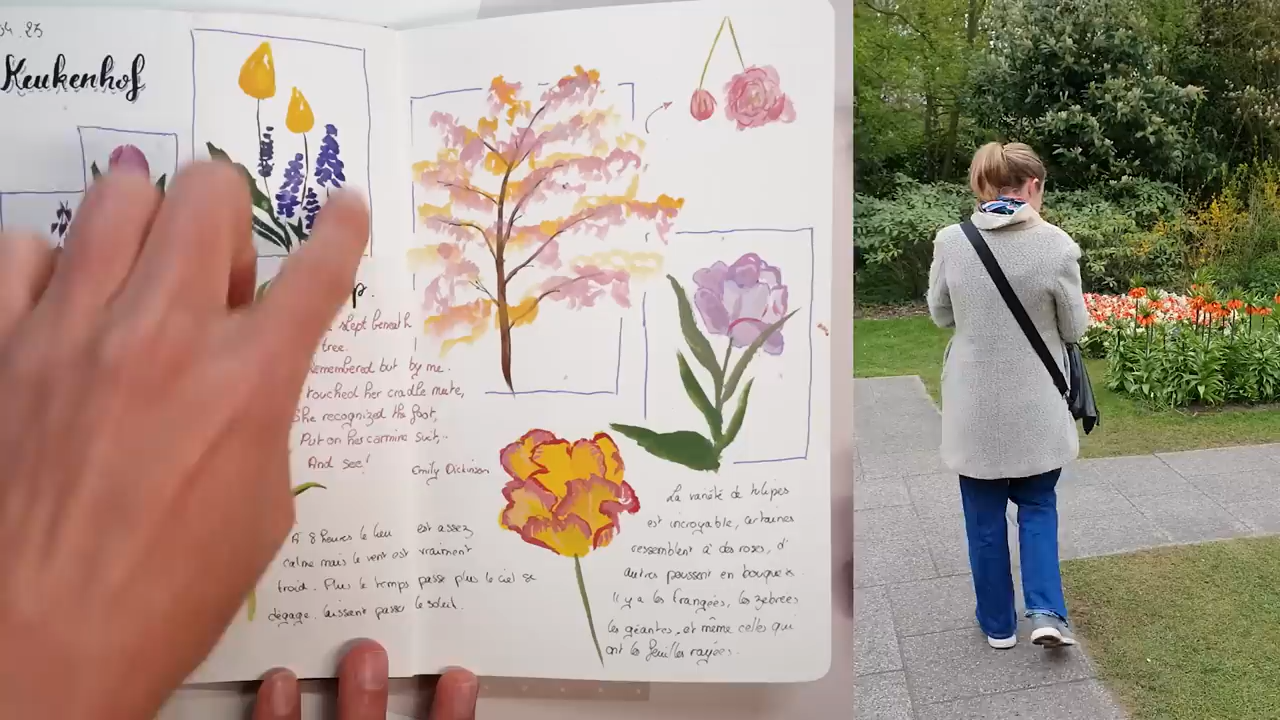 04.23
Keukenhof
p.
slept beneath
tree.
Remembered but by me.
touched her cradle mute,
She recognized the foot,
Put on her carmine suit,
And see!
Emily Dickinson
A 8 heures le lieu est assez
calme mais le vent est vraiment
froid. Plus le temps passe plus le ciel se
dégage laissant passer le soleil.
La variété de tulipes
est incroyable, certaines
ressemblent à des roses, d'
autres poussent en bouquets.
Il y a les frangées, les zébrées
les géantes, et même celles qui
ont les feuilles rayées.